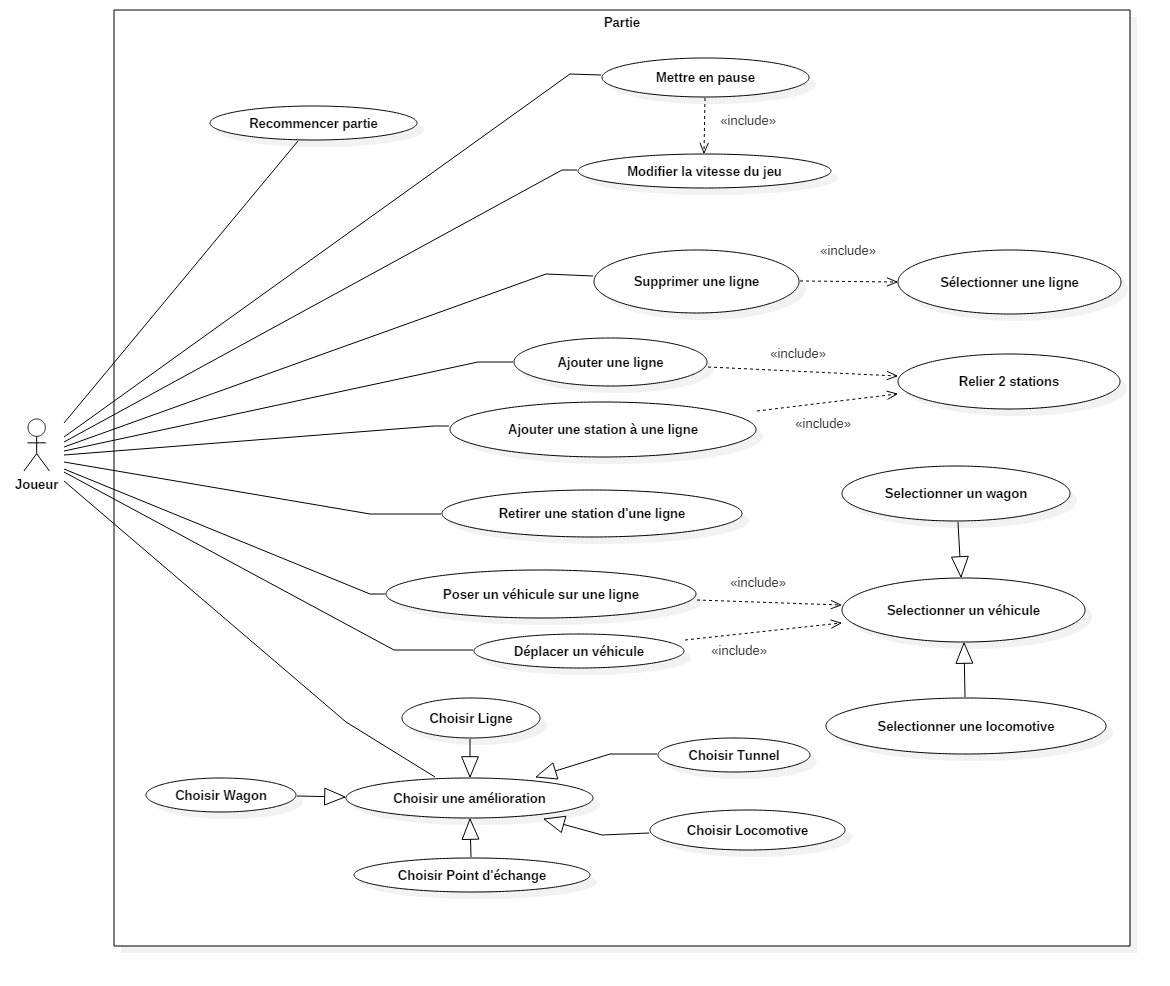 Partie
Mettre en pause
«include»
Recommencer partie
Modifier la vitesse du jeu
«include»
Supprimer une ligne
Sélectionner une ligne
«include»
Ajouter une ligne
Relier 2 stations
Ajouter une station à une ligne
«include»
Joueur
Selectionner un wagon
Retirer une station d'une ligne
«include»
Poser un véhicule sur une ligne
Selectionner un véhicule
Déplacer un véhicule
«include»
Choisir Ligne
Selectionner une locomotive
Choisir Tunnel
Choisir Wagon
Choisir une amélioration
Choisir Locomotive
Choisir Point d'échange